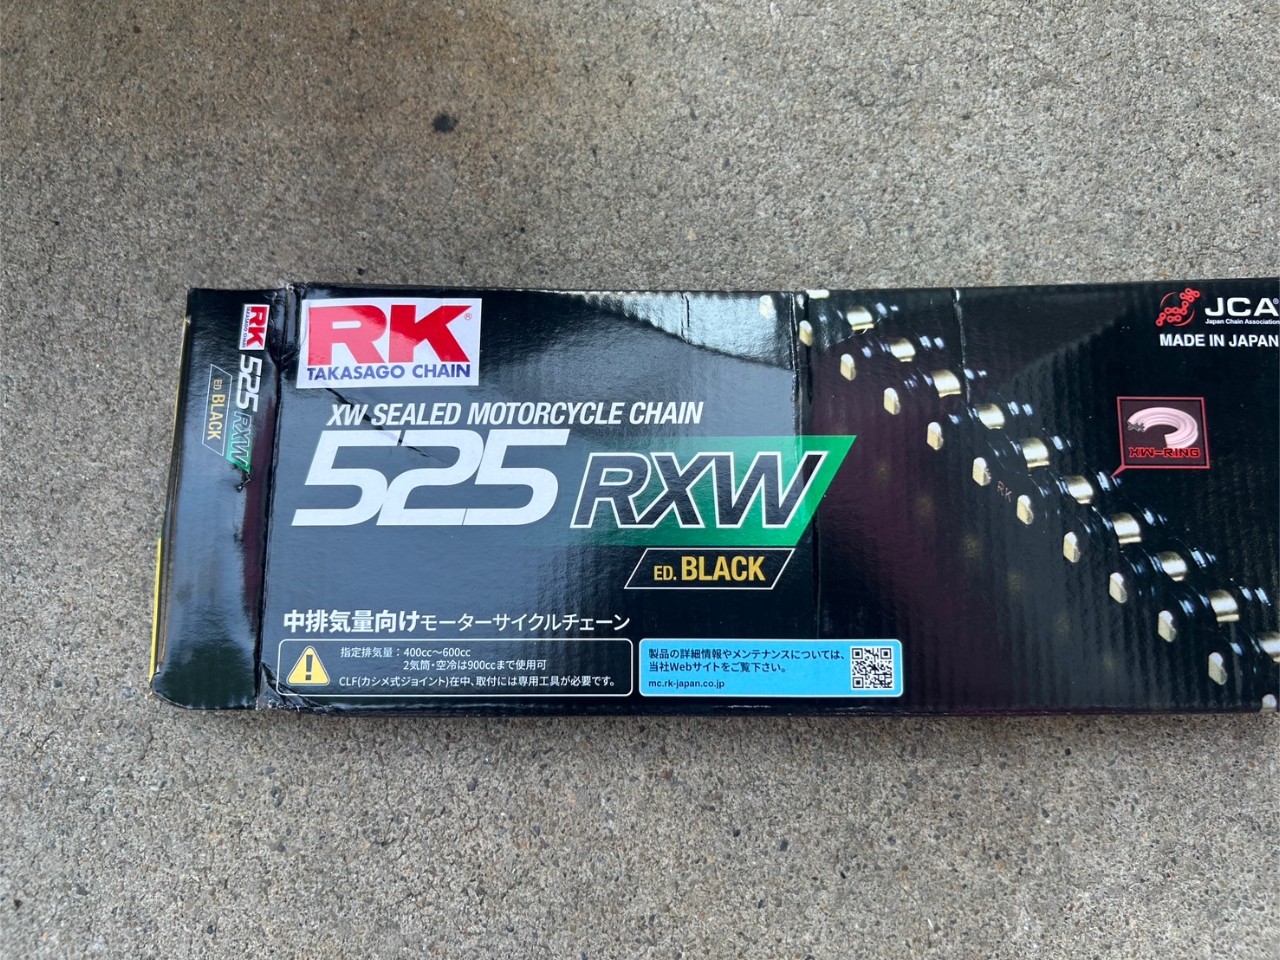 RK
TAKASAGO CHAIN
525 RXW
ED. BLACK
RK®
TAKASAGO CHAIN
XW SEALED MOTORCYCLE CHAIN
525 RXW
ED. BLACK
中排気量向けモーターサイクルチェーン
指定排気量：400cc～600cc
2気筒・空冷は900ccまで使用可
CLF(カシメ式ジョイント)在中、取付には専用工具が必要です。
製品の詳細情報やメンテナンスについては、
当社Webサイトをご覧下さい。
mc.rk-japan.co.jp
JCA®
Japan Chain Association
MADE IN JAPAN
XW-RING
RK